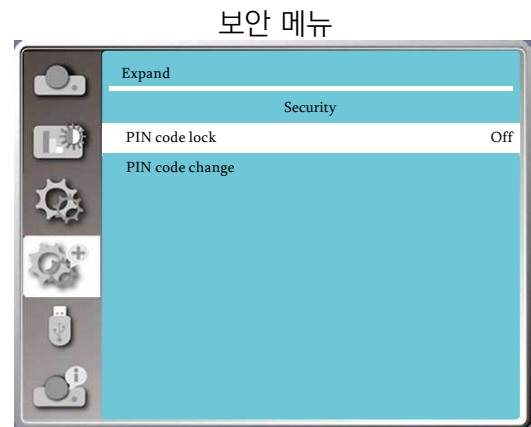 보안 메뉴
Expand
Security
PIN code lock Off
PIN code change